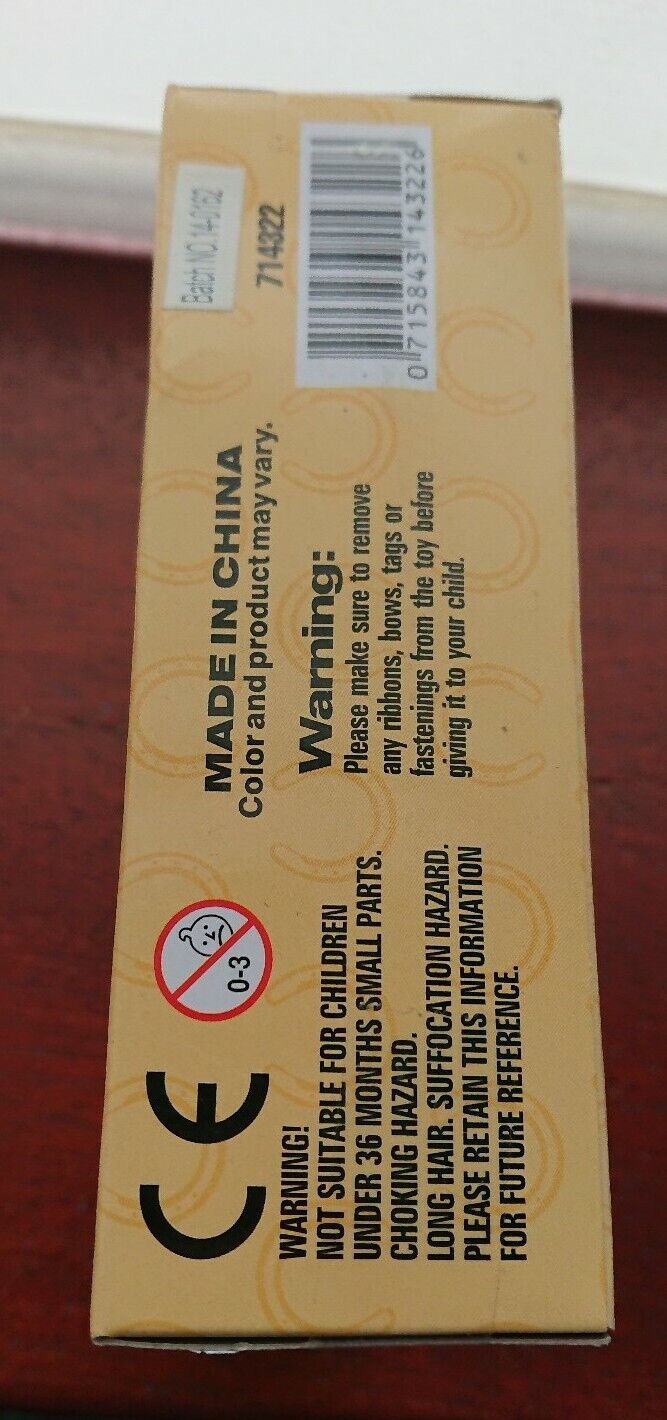 CE
0-3
WARNING!
NOT SUITABLE FOR CHILDREN
UNDER 36 MONTHS SMALL PARTS.
CHOKING HAZARD.
LONG HAIR. SUFFOCATION HAZARD.
PLEASE RETAIN THIS INFORMATION
FOR FUTURE REFERENCE.
MADE IN CHINA
Color and product may vary.
Warning:
Please make sure to remove
any ribbons, bows, tags or
fastenings from the toy before
giving it to your child.
Batch NO. 14-0162
714322
0 715843 143226